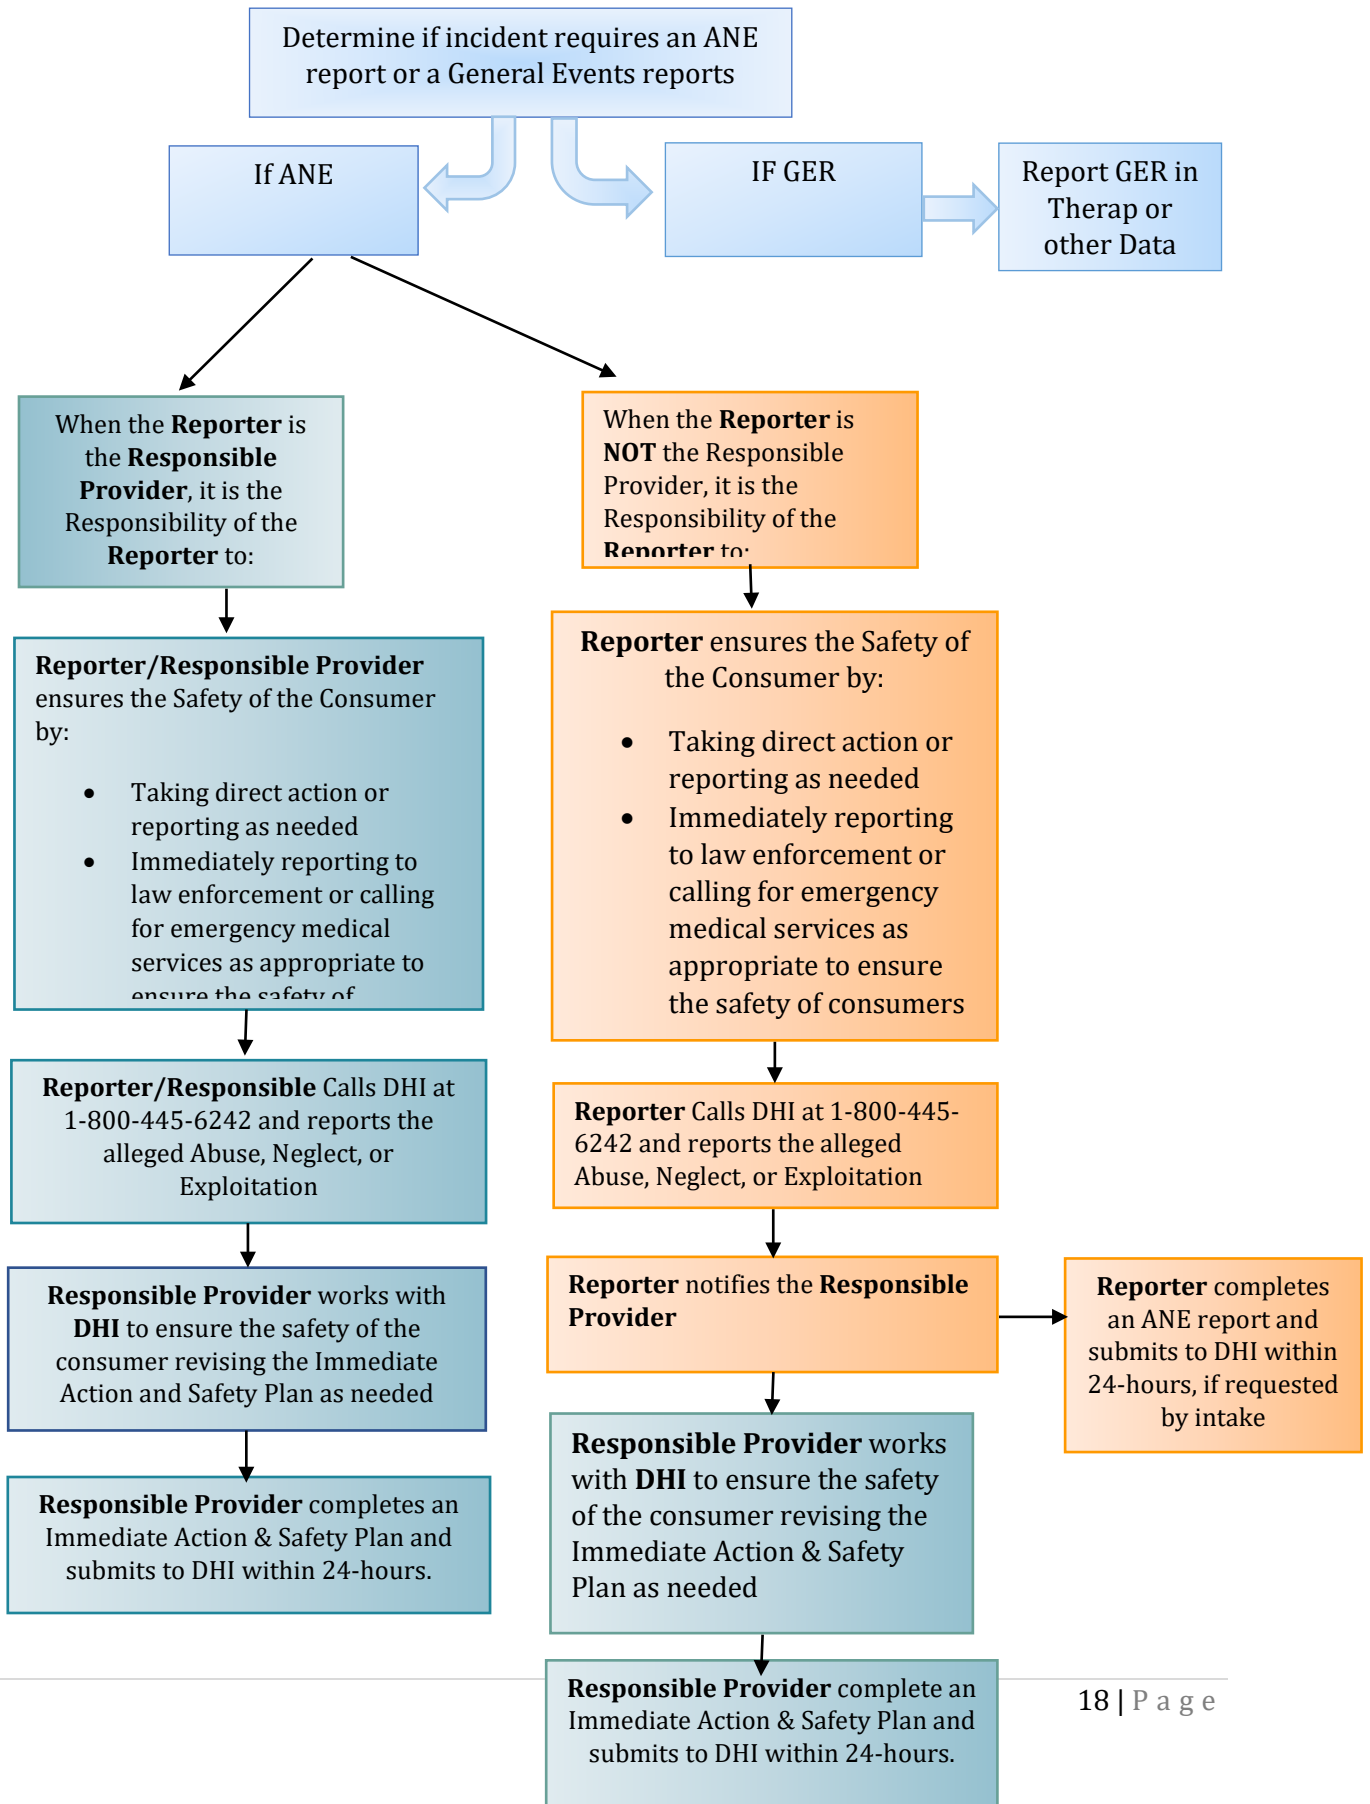 Determine if incident requires an ANE
report or a General Events reports
If ANE
IF GER
Report GER in
Therap or
other Data
When the Reporter is
the Responsible
Provider, it is the
Responsibility of the
Reporter to:
When the Reporter is
NOT the Responsible
Provider, it is the
Responsibility of the
Reporter to:
Reporter/Responsible Provider
ensures the Safety of the Consumer
by:
• Taking direct action or
reporting as needed
• Immediately reporting to
law enforcement or calling
for emergency medical
services as appropriate to
ensure the safety of
Reporter ensures the Safety of
the Consumer by:
• Taking direct action or
reporting as needed
• Immediately reporting
to law enforcement or
calling for emergency
medical services as
appropriate to ensure
the safety of consumers
Reporter/Responsible Calls DHI at
1-800-445-6242 and reports the
alleged Abuse, Neglect, or
Exploitation
Reporter Calls DHI at 1-800-445-
6242 and reports the alleged
Abuse, Neglect, or Exploitation
Responsible Provider works with
DHI to ensure the safety of the
consumer revising the Immediate
Action and Safety Plan as needed
Reporter notifies the Responsible
Provider
Reporter completes
an ANE report and
submits to DHI within
24-hours, if requested
by intake
Responsible Provider completes an
Immediate Action & Safety Plan and
submits to DHI within 24-hours.
Responsible Provider works
with DHI to ensure the safety
of the consumer revising the
Immediate Action & Safety
Plan as needed
Responsible Provider complete an
Immediate Action & Safety Plan and
submits to DHI within 24-hours.
18 | P a g e